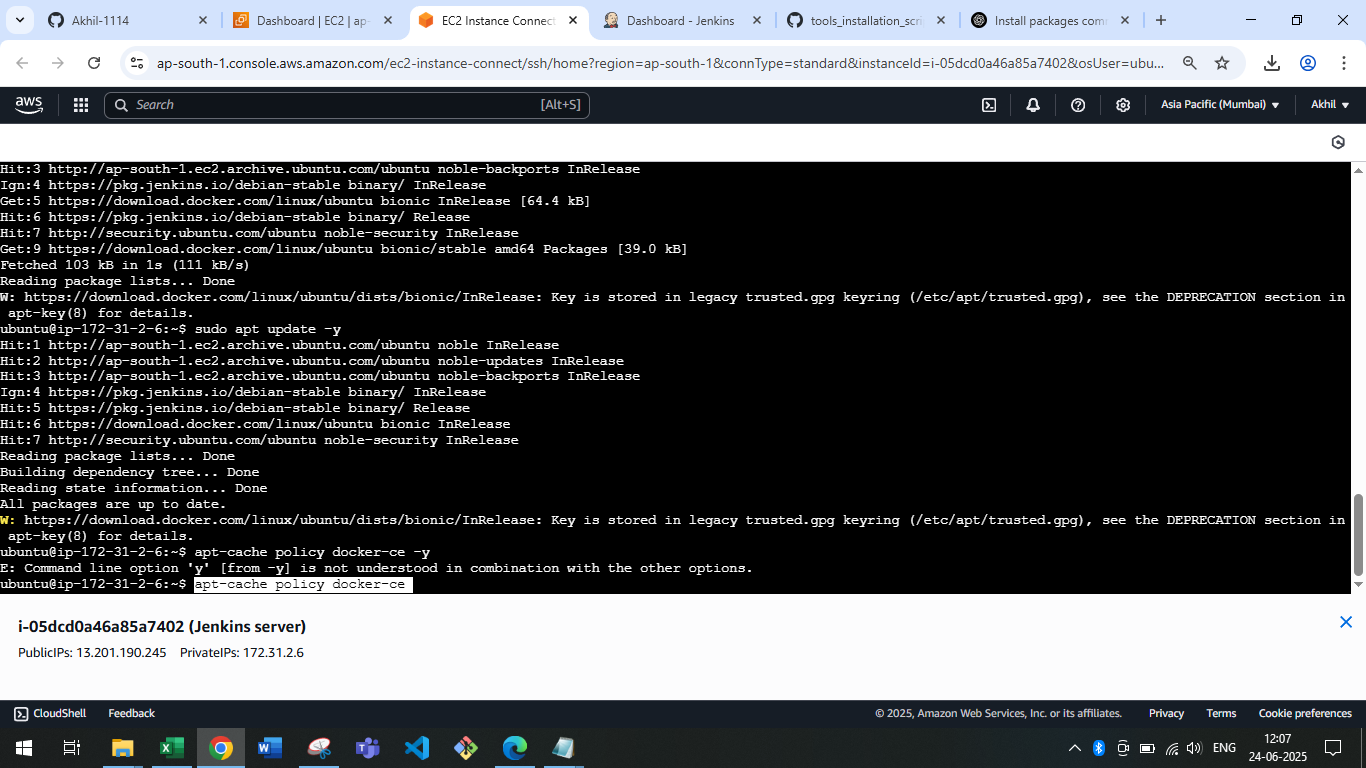 Akhil-1114
Dashboard | EC2 | ap-
EC2 Instance Connect
Dashboard - Jenkins
tools_installation_scri
Install packages com
ap-south-1.console.aws.amazon.com/ec2-instance-connect/ssh/home?region=ap-south-1&connType=standard&instanceId=i-05dcd0a46a85a7402&osUser=ubu...
aws
Search
[Alt+S]
Asia Pacific (Mumbai)
Akhil
Hit:3 http://ap-south-1.ec2.archive.ubuntu.com/ubuntu noble-backports InRelease
Ign:4 https://pkg.jenkins.io/debian-stable binary/ InRelease
Get:5 https://download.docker.com/linux/ubuntu bionic InRelease [64.4 kB]
Hit:6 https://pkg.jenkins.io/debian-stable binary/ Release
Hit:7 http://security.ubuntu.com/ubuntu noble-security InRelease
Get:9 https://download.docker.com/linux/ubuntu bionic/stable amd64 Packages [39.0 kB]
Fetched 103 kB in 1s (111 kB/s)
Reading package lists... Done
W: https://download.docker.com/linux/ubuntu/dists/bionic/InRelease: Key is stored in legacy trusted.gpg keyring (/etc/apt/trusted.gpg), see the DEPRECATION section in
apt-key(8) for details.
ubuntu@ip-172-31-2-6:~$ sudo apt update -y
Hit:1 http://ap-south-1.ec2.archive.ubuntu.com/ubuntu noble InRelease
Hit:2 http://ap-south-1.ec2.archive.ubuntu.com/ubuntu noble-updates InRelease
Hit:3 http://ap-south-1.ec2.archive.ubuntu.com/ubuntu noble-backports InRelease
Ign:4 https://pkg.jenkins.io/debian-stable binary/ InRelease
Hit:5 https://pkg.jenkins.io/debian-stable binary/ Release
Hit:6 https://download.docker.com/linux/ubuntu bionic InRelease
Hit:7 http://security.ubuntu.com/ubuntu noble-security InRelease
Reading package lists... Done
Building dependency tree... Done
Reading state information... Done
All packages are up to date.
W: https://download.docker.com/linux/ubuntu/dists/bionic/InRelease: Key is stored in legacy trusted.gpg keyring (/etc/apt/trusted.gpg), see the DEPRECATION section in
apt-key(8) for details.
ubuntu@ip-172-31-2-6:~$ apt-cache policy docker-ce -y
E: Command line option 'y' [from -y] is not understood in combination with the other options.
ubuntu@ip-172-31-2-6:~$ apt-cache policy docker-ce
i-05dcd0a46a85a7402 (Jenkins server)
PublicIPs: 13.201.190.245 PrivateIPs: 172.31.2.6
CloudShell
Feedback
© 2025, Amazon Web Services, Inc. or its affiliates.
Privacy
Terms
Cookie preferences
ENG
12:07
24-06-2025